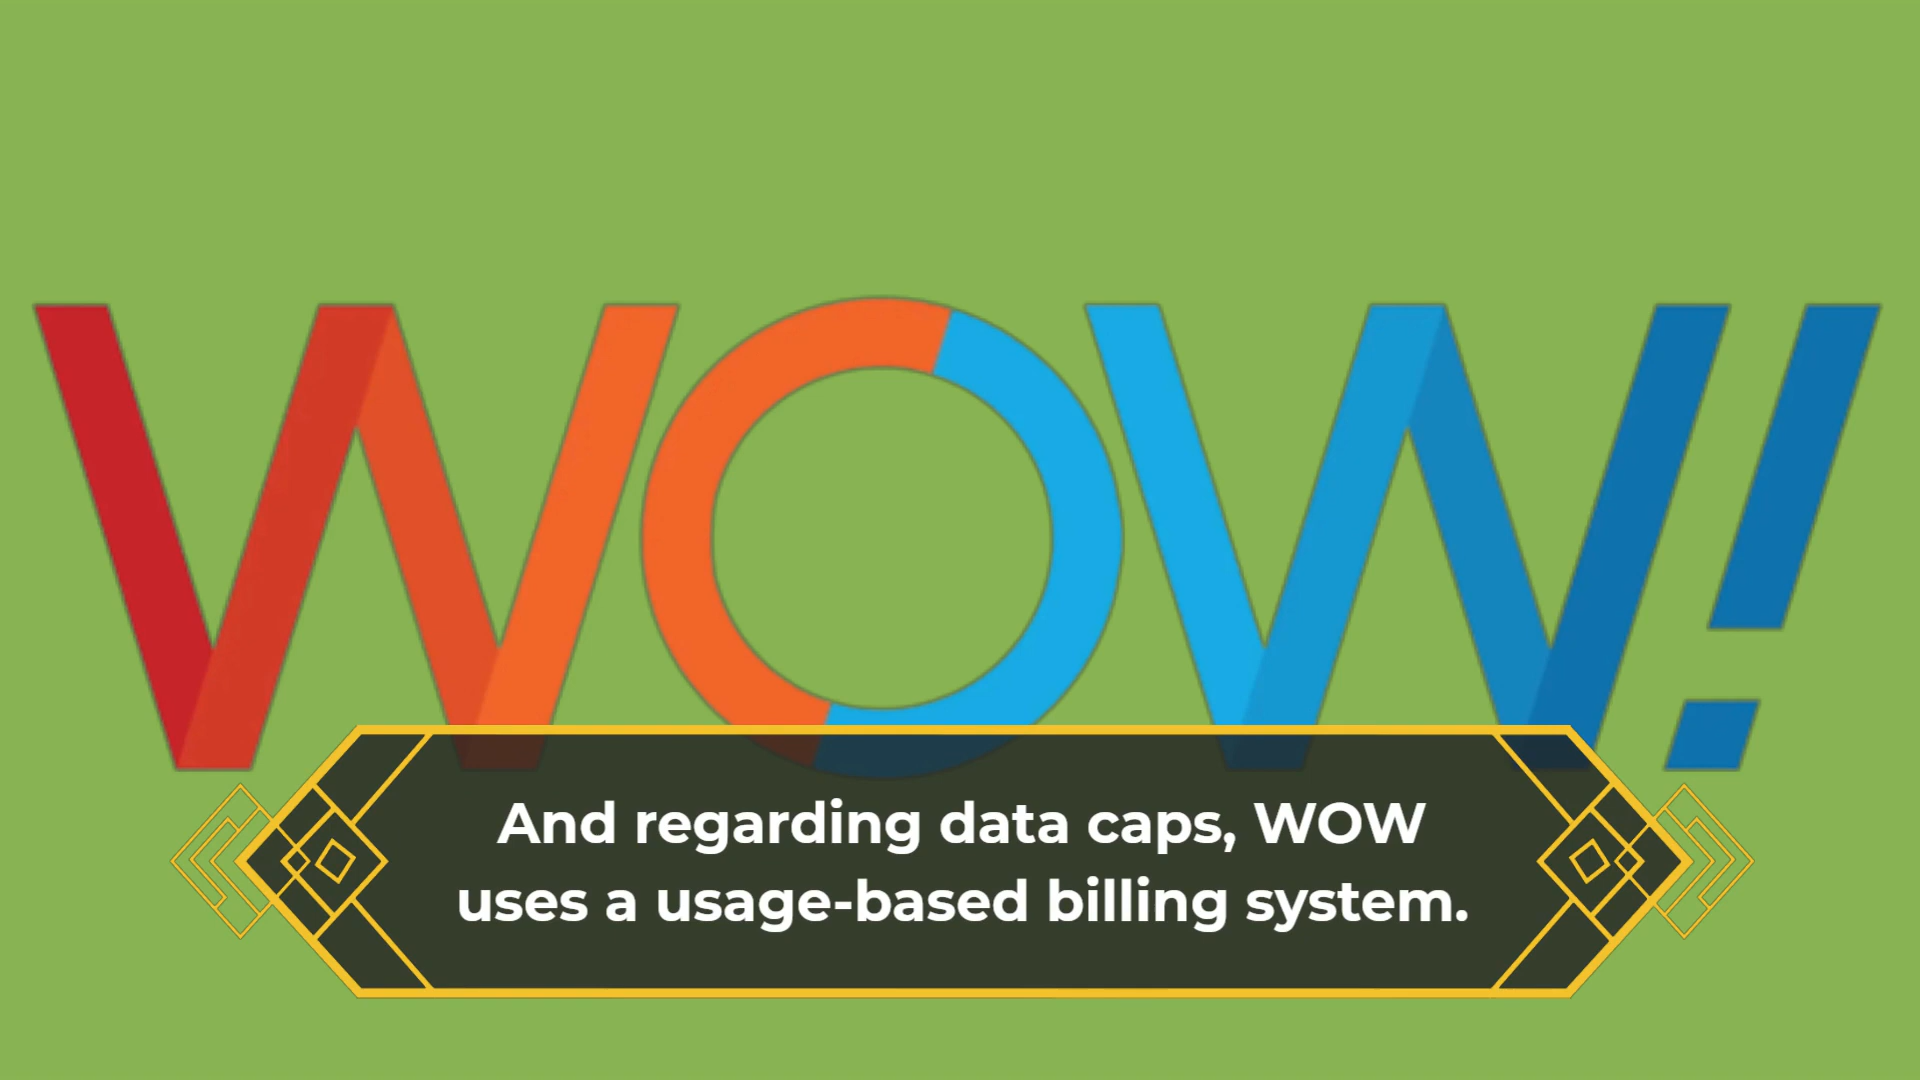 WOW!
And regarding data caps, WOW
uses a usage-based billing system.